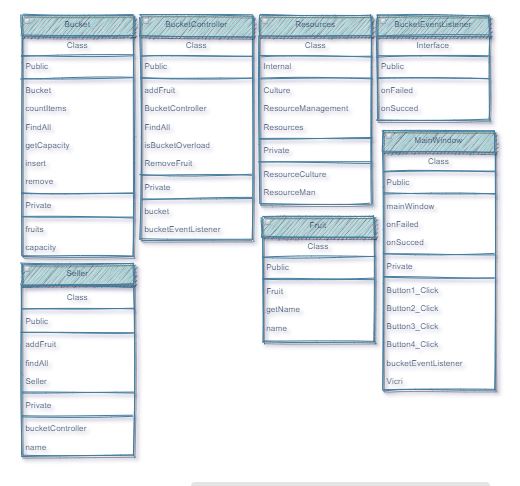 Bucket
Class
Public
Bucket
countItems
FindAll
getCapacity
insert
remove
Private
fruits
capacity
BucketController
Class
Public
addFruit
BucketController
FindAll
isBucketOverload
RemoveFruit
Private
bucket
bucketEventListener
Resources
Class
Internal
Culture
ResourceManagement
Resources
Private
ResourceCulture
ResourceMan
BucketEventListener
Interface
Public
onFailed
onSucced
MainWindow
Class
Public
mainWindow
onFailed
onSucced
Private
Button1_Click
Button2_Click
Button3_Click
Button4_Click
bucketEventListener
Vicri
Fruit
Class
Public
Fruit
getName
name
Seller
Class
Public
addFruit
findAll
Seller
Private
bucketController
name